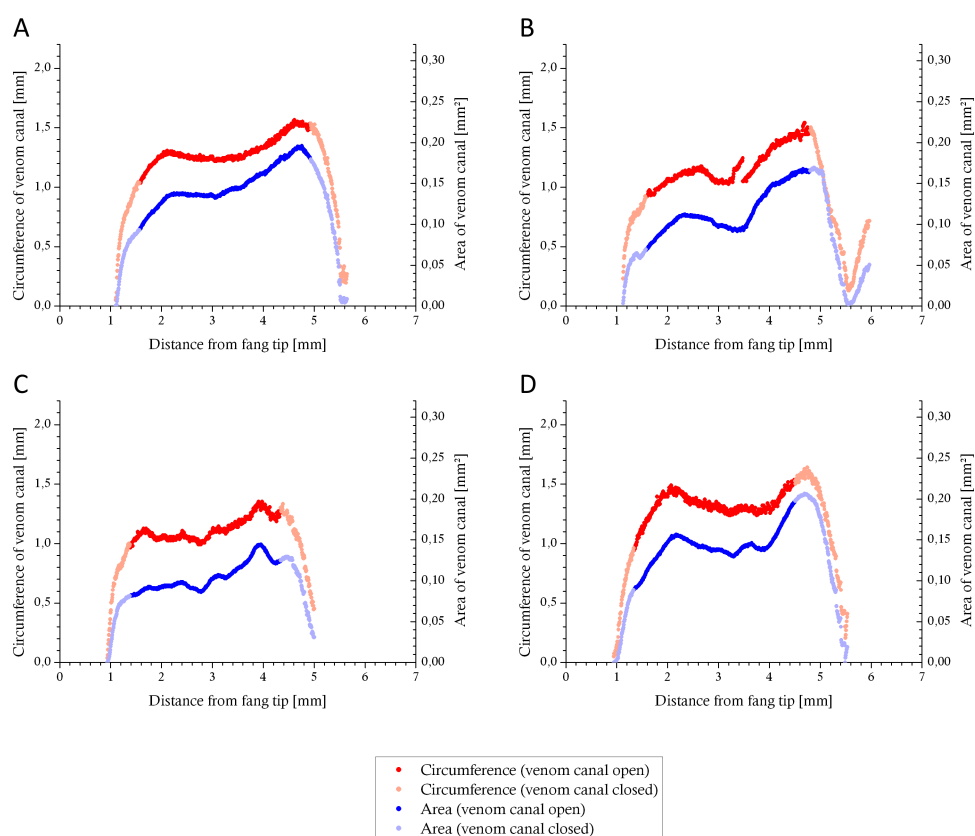 A
B
Circumference of venom canal [mm]
2,0
1,5
1,0
0,5
0,0
0,30
0,25
0,20
0,15
0,10
0,05
0,00
Area of venom canal [mm²]
0 1 2 3 4 5 6 7
Distance from fang tip [mm]
Circumference of venom canal [mm]
2,0
1,5
1,0
0,5
0,0
0,30
0,25
0,20
0,15
0,10
0,05
0,00
Area of venom canal [mm²]
0 1 2 3 4 5 6 7
Distance from fang tip [mm]
C
D
Circumference of venom canal [mm]
2,0
1,5
1,0
0,5
0,0
0,30
0,25
0,20
0,15
0,10
0,05
0,00
Area of venom canal [mm²]
0 1 2 3 4 5 6 7
Distance from fang tip [mm]
Circumference of venom canal [mm]
2,0
1,5
1,0
0,5
0,0
0,30
0,25
0,20
0,15
0,10
0,05
0,00
Area of venom canal [mm²]
0 1 2 3 4 5 6 7
Distance from fang tip [mm]
Circumference (venom canal open)
Circumference (venom canal closed)
Area (venom canal open)
Area (venom canal closed)